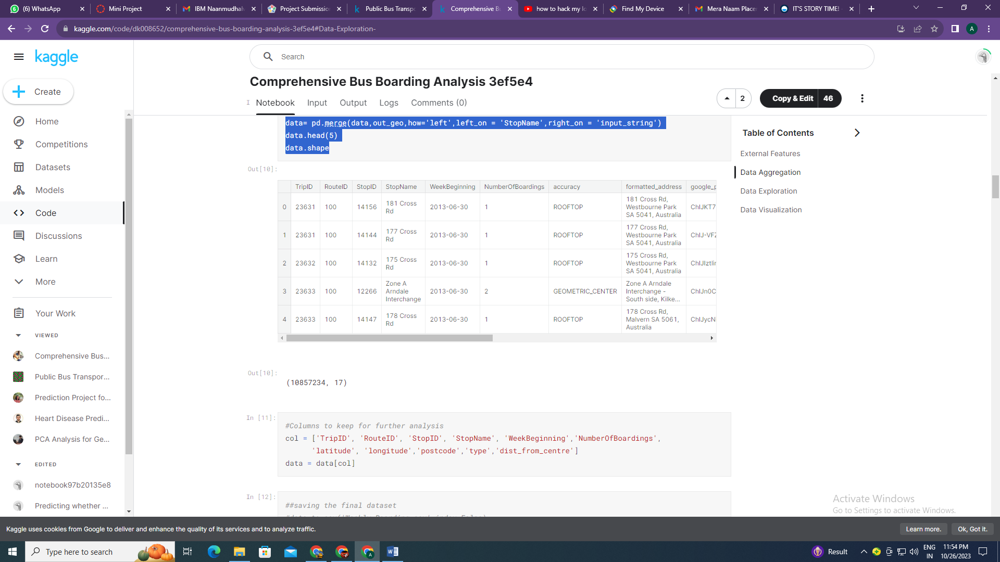 (6) WhatsApp
Mini Project
IBM Naanmudhal
Project Submission
Public Bus Transpo
Comprehensive Bu
how to hack my lo
Find My Device
Mera Naam Place
IT'S STORY TIME!
kaggle.com/code/dk008652/comprehensive-bus-boarding-analysis-3ef5e4#Data-Exploration-
A
kaggle
Search
Create
Home
Competitions
Datasets
Models
Code
Discussions
Learn
More
Your Work
VIEWED
Comprehensive Bus...
Public Bus Transpor...
Prediction Project fo...
Heart Disease Predi...
PCA Analysis for Ge...
EDITED
notebook97b20135e8
Predicting whether ...
Comprehensive Bus Boarding Analysis 3ef5e4
Notebook Input Output Logs Comments (0)
2
Copy & Edit 46
data= pd.merge(data,out_geo,how='left',left_on = 'StopName',right_on = 'input_string')
data.head(5)
data.shape
Out[10]:
TripID RouteID StopID StopName WeekBeginning NumberOfBoardings accuracy formatted_address google_p
0 23631 100 14156 181 Cross Rd 2013-06-30 1 ROOFTOP 181 Cross Rd, Westbourne Park SA 5041, Australia ChIJKT7
1 23631 100 14144 177 Cross Rd 2013-06-30 1 ROOFTOP 177 Cross Rd, Westbourne Park SA 5041, Australia ChIJ-VFZ
2 23632 100 14132 175 Cross Rd 2013-06-30 1 ROOFTOP 175 Cross Rd, Westbourne Park SA 5041, Australia
3 23633 100 12266 Zone A Arndale Interchange 2013-06-30 2 GEOMETRIC_CENTER Zone A Arndale Interchange - South side, Kilke... ChIJn0C
4 23633 100 14147 178 Cross Rd 2013-06-30 1 ROOFTOP 178 Cross Rd, Malvern SA 5061, Australia ChIJycN
Out[10]:
(10857234, 17)
In [11]:
#Columns to keep for further analysis
col = ['TripID', 'RouteID', 'StopID', 'StopName', 'WeekBeginning','NumberOfBoardings',
'latitude', 'longitude','postcode','type','dist_from_centre']
data = data[col]
In [12]:
##saving the final dataset
Table of Contents
External Features
Data Aggregation
Data Exploration
Data Visualization
Activate Windows
Go to Settings to activate Windows.
Kaggle uses cookies from Google to deliver and enhance the quality of its services and to analyze traffic.
Learn more.
Ok, Got it.
Type here to search
Result
ENG
IN
11:54 PM
10/26/2023